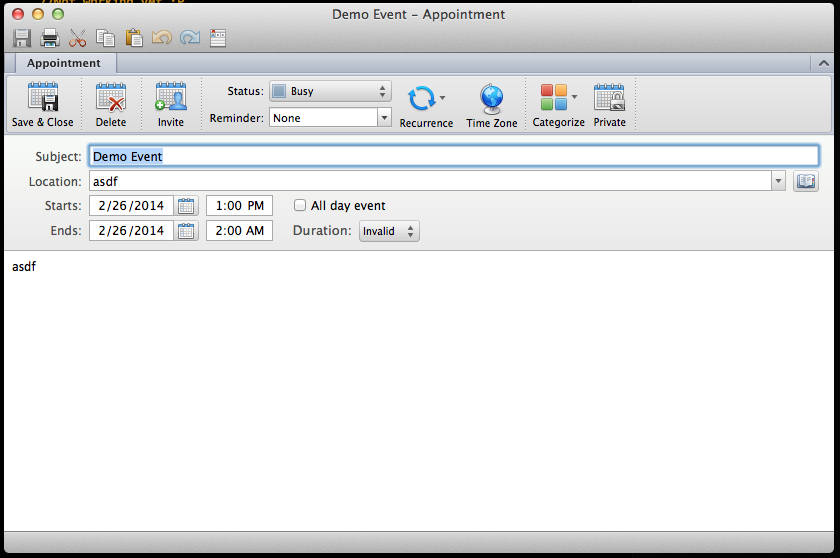 Demo Event – Appointment
Appointment
Save & Close
Delete
Invite
Status: Busy
Reminder: None
Recurrence
Time Zone
Categorize
Private
Subject: Demo Event
Location: asdf
Starts: 2/26/2014 1:00 PM All day event
Ends: 2/26/2014 2:00 AM Duration: Invalid
asdf